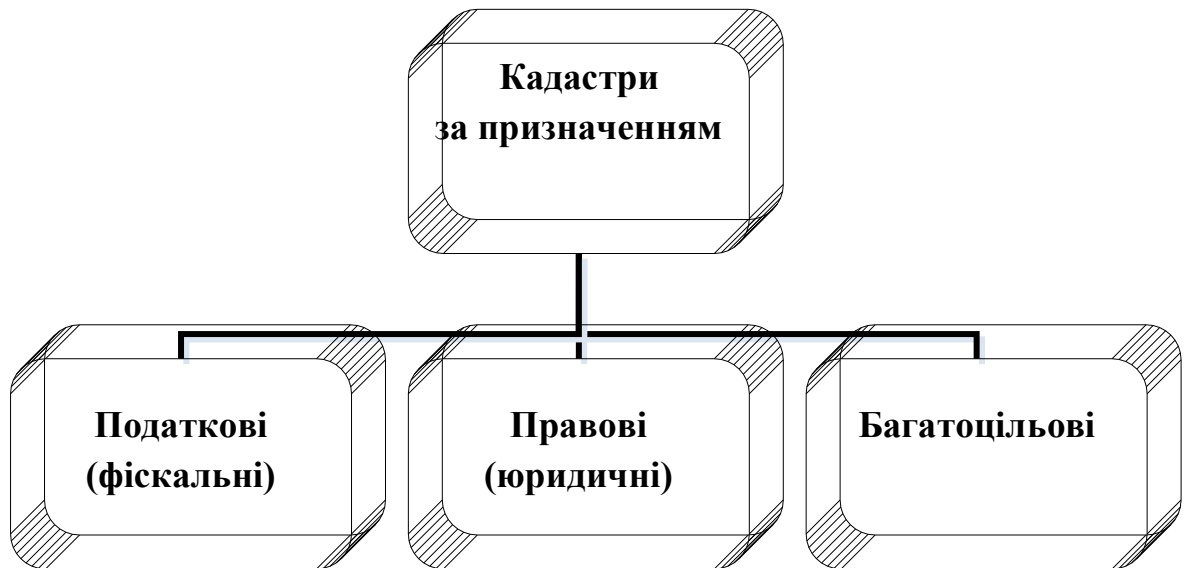 Кадастри
за призначенням
Податкові
(фіскальні)
Правові
(юридичні)
Багатоцільові